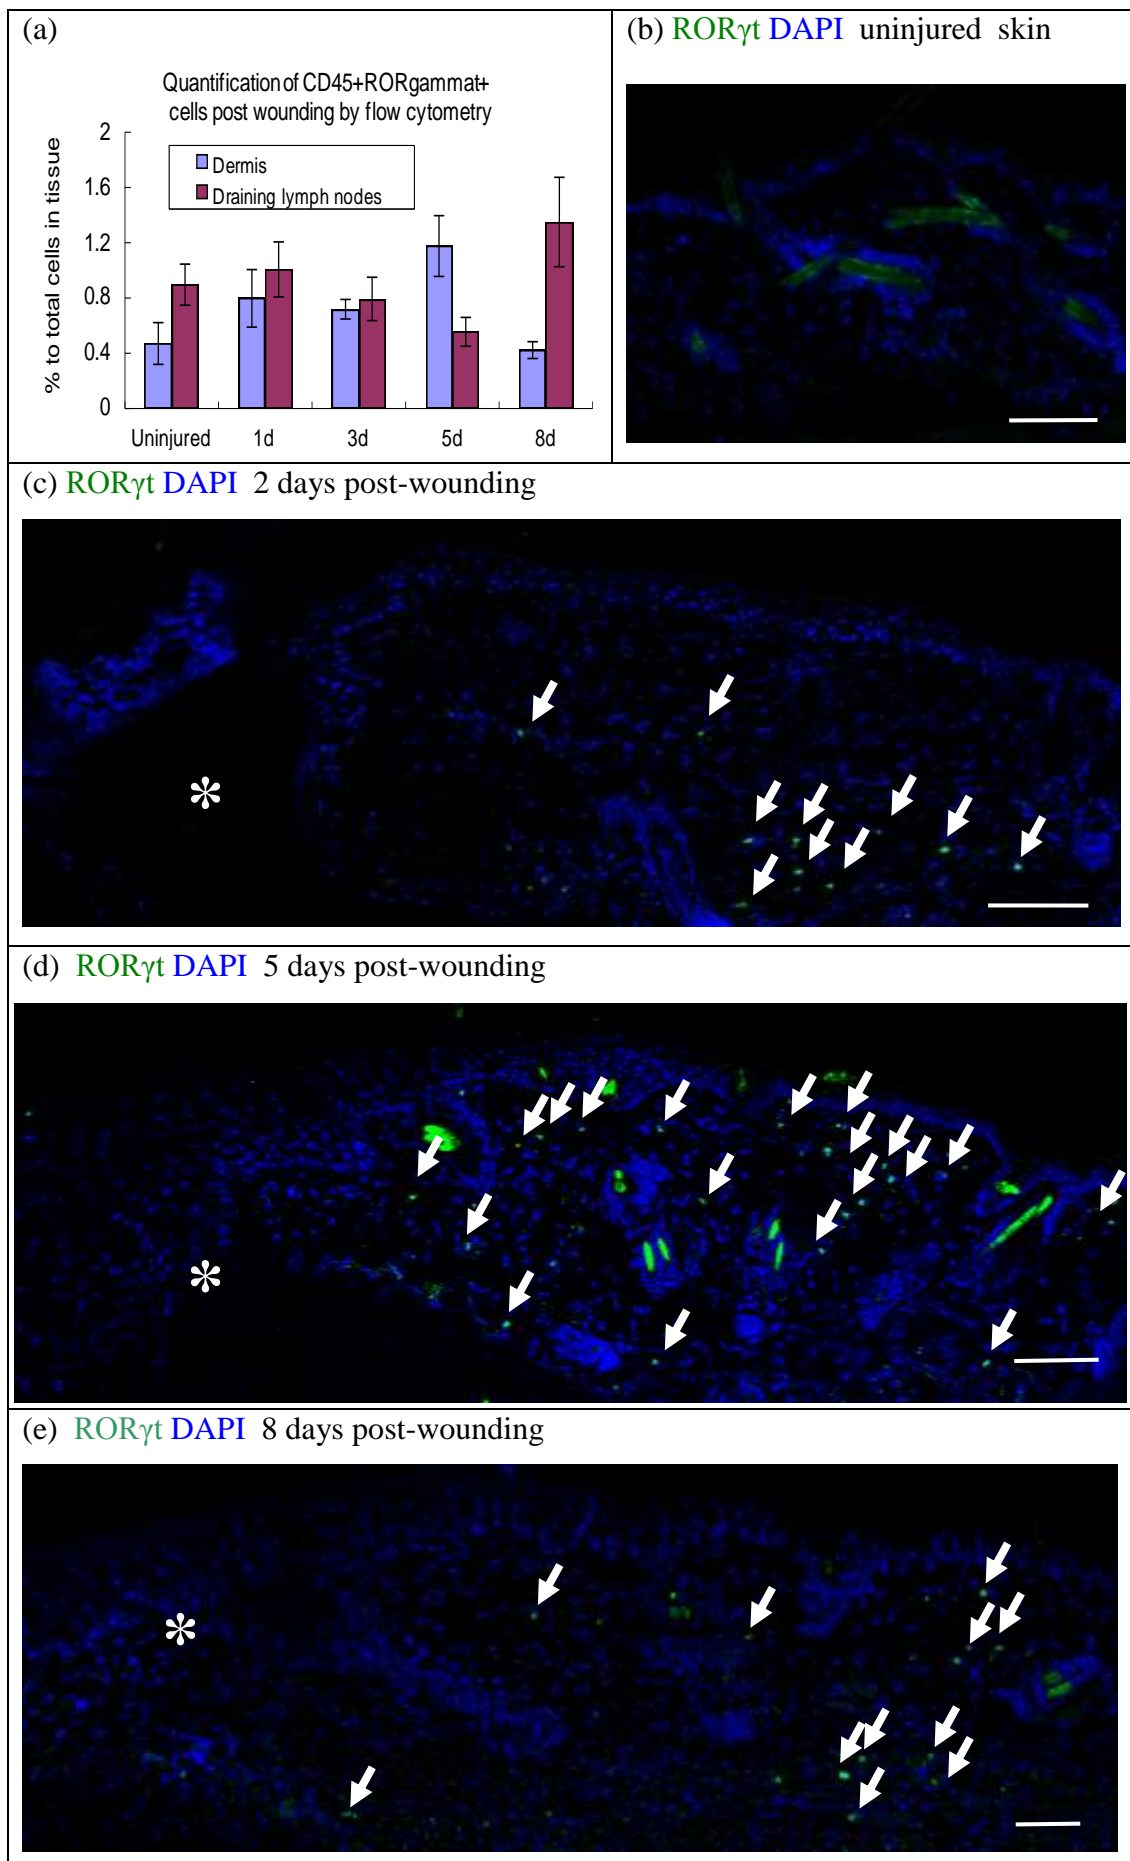 (a)
Quantification of CD45+RORgammat+
cells post wounding by flow cytometry
% to total cells in tissue
2
1.6
1.2
0.8
0.4
0
Dermis
Draining lymph nodes
Uninjured 1d 3d 5d 8d
(b) RORγt DAPI uninjured skin
(c) RORγt DAPI 2 days post-wounding
*
(d) RORγt DAPI 5 days post-wounding
*
(e) RORγt DAPI 8 days post-wounding
*